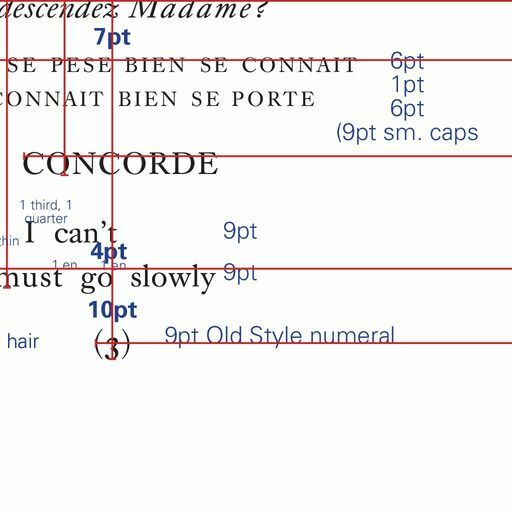 descendez Madame?
7pt
SE PESE BIEN SE CONNAIT 6pt
1pt
CONNAIT BIEN SE PORTE 6pt
(9pt sm. caps
CONCORDE
1 third, 1
quarter
thin I can't 9pt
4pt
1 en 1 en
must go slowly 9pt
10pt
hair (3) 9pt Old Style numeral